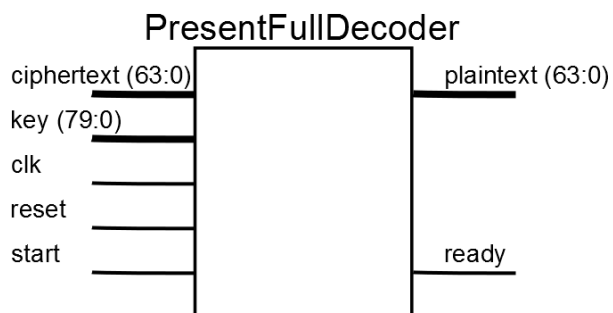 PresentFullDecoder
ciphertext (63:0)
plaintext (63:0)
key (79:0)
clk
reset
start
ready